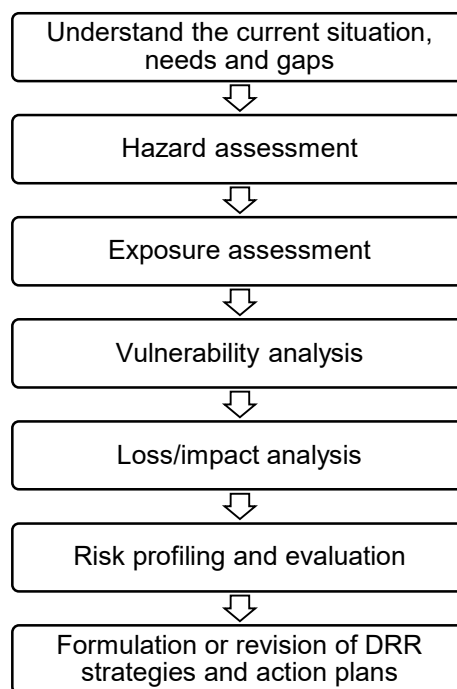 Understand the current situation,
needs and gaps
Hazard assessment
Exposure assessment
Vulnerability analysis
Loss/impact analysis
Risk profiling and evaluation
Formulation or revision of DRR
strategies and action plans